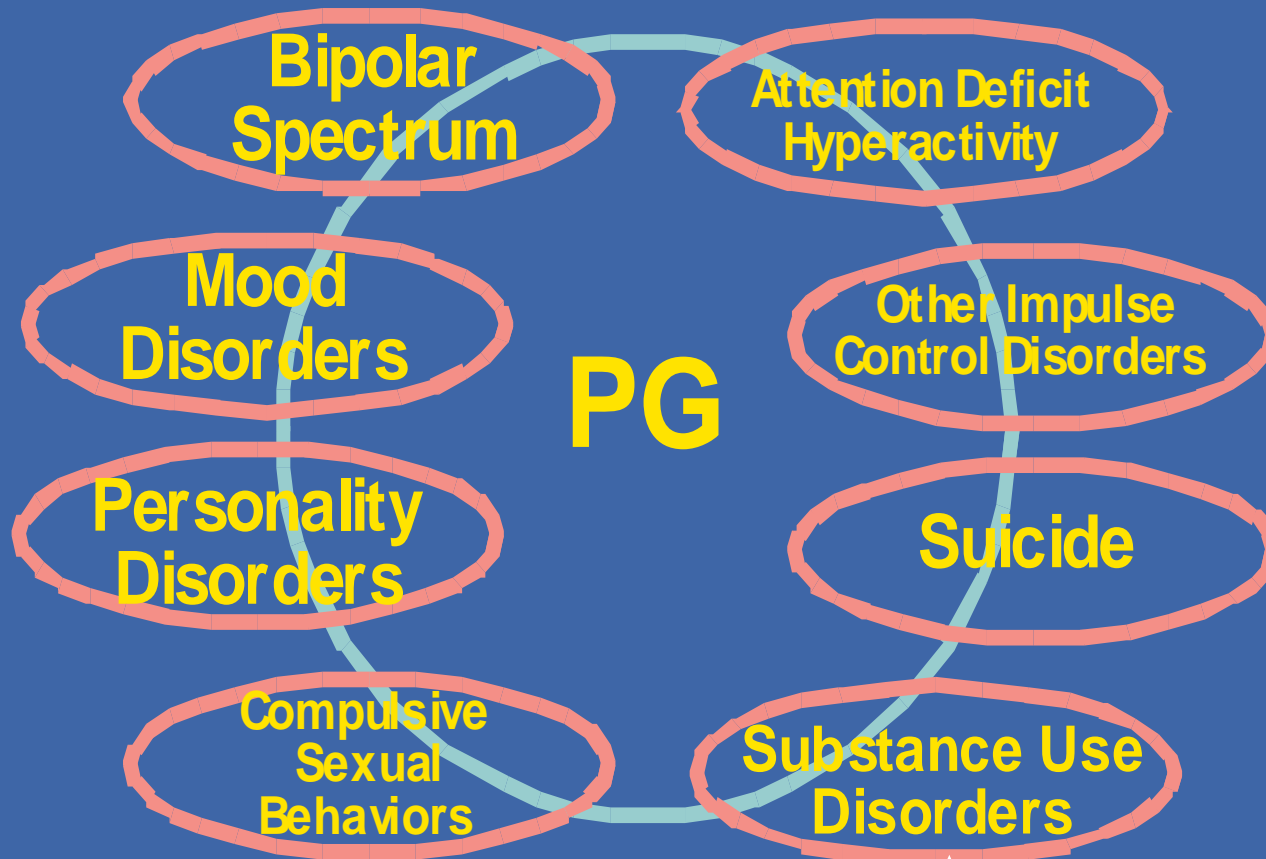 Bipolar
Spectrum
Attention Deficit
Hyperactivity
Mood
Disorders
Other Impulse
Control Disorders
PG
Personality
Disorders
Suicide
Compulsive
Sexual
Behaviors
Substance Use
Disorders